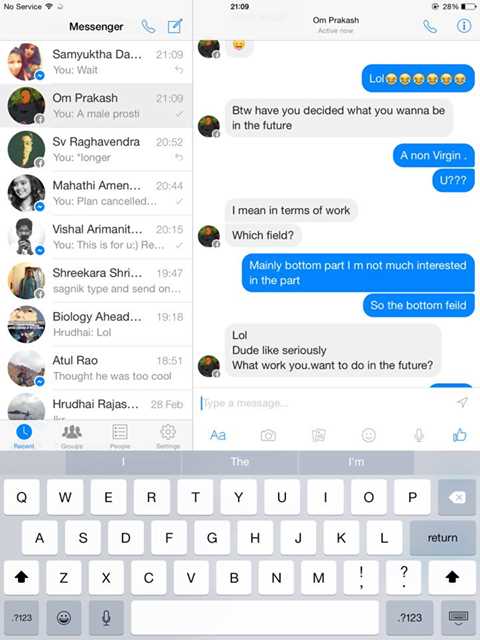 No Service
21:09
28%
Messenger
Samyuktha Da... 21:09
You: Wait
Om Prakash 21:09
You: A male prosti
Sv Raghavendra 20:52
You: *longer
Mahathi Amen... 20:44
You: Plan cancelled...
Vishal Arimanit... 20:15
You: This is for u:) Re...
Shreekara Shri... 19:47
sagnik type and send on...
Biology Ahead... 19:18
Hrudhai: Lol
Atul Rao 18:51
Thought he was too cool
Hrudhai Rajas... 28 Feb
Recent
Groups
People
Settings
Om Prakash
Active now
Lol😂😂😂😂😂😂
Btw have you decided what you wanna be
in the future
A non Virgin .
U???
I mean in terms of work
Which field?
Mainly bottom part I m not much interested
in the part
So the bottom feild
Lol
Dude like seriously
What work you.want to do in the future?
Type a message...
Aa
I The I'm
Q W E R T Y U I O P
A S D F G H J K L return
Z X C V B N M ! , ? .
.?123 .?123